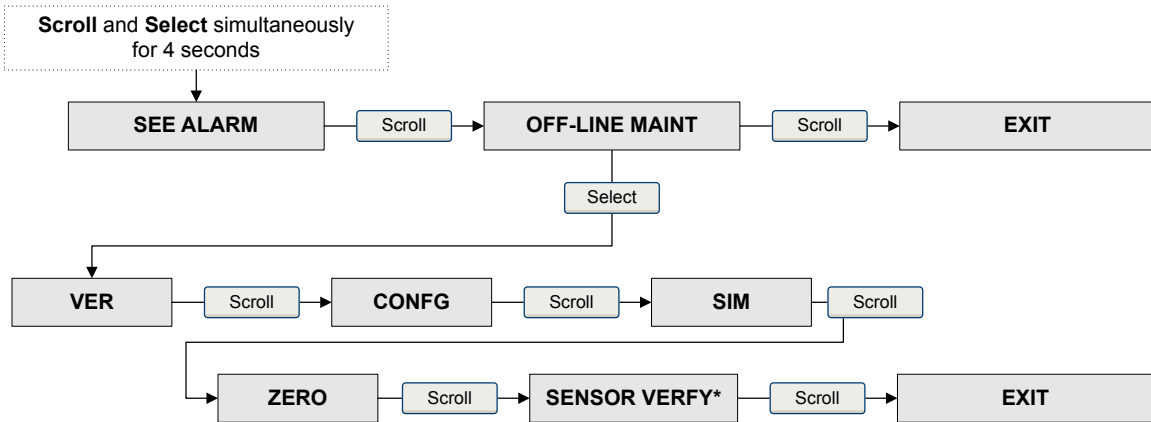 Scroll and Select simultaneously
for 4 seconds
SEE ALARM
Scroll
OFF-LINE MAINT
Scroll
EXIT
Select
VER
Scroll
CONFG
Scroll
SIM
Scroll
ZERO
Scroll
SENSOR VERFY*
Scroll
EXIT